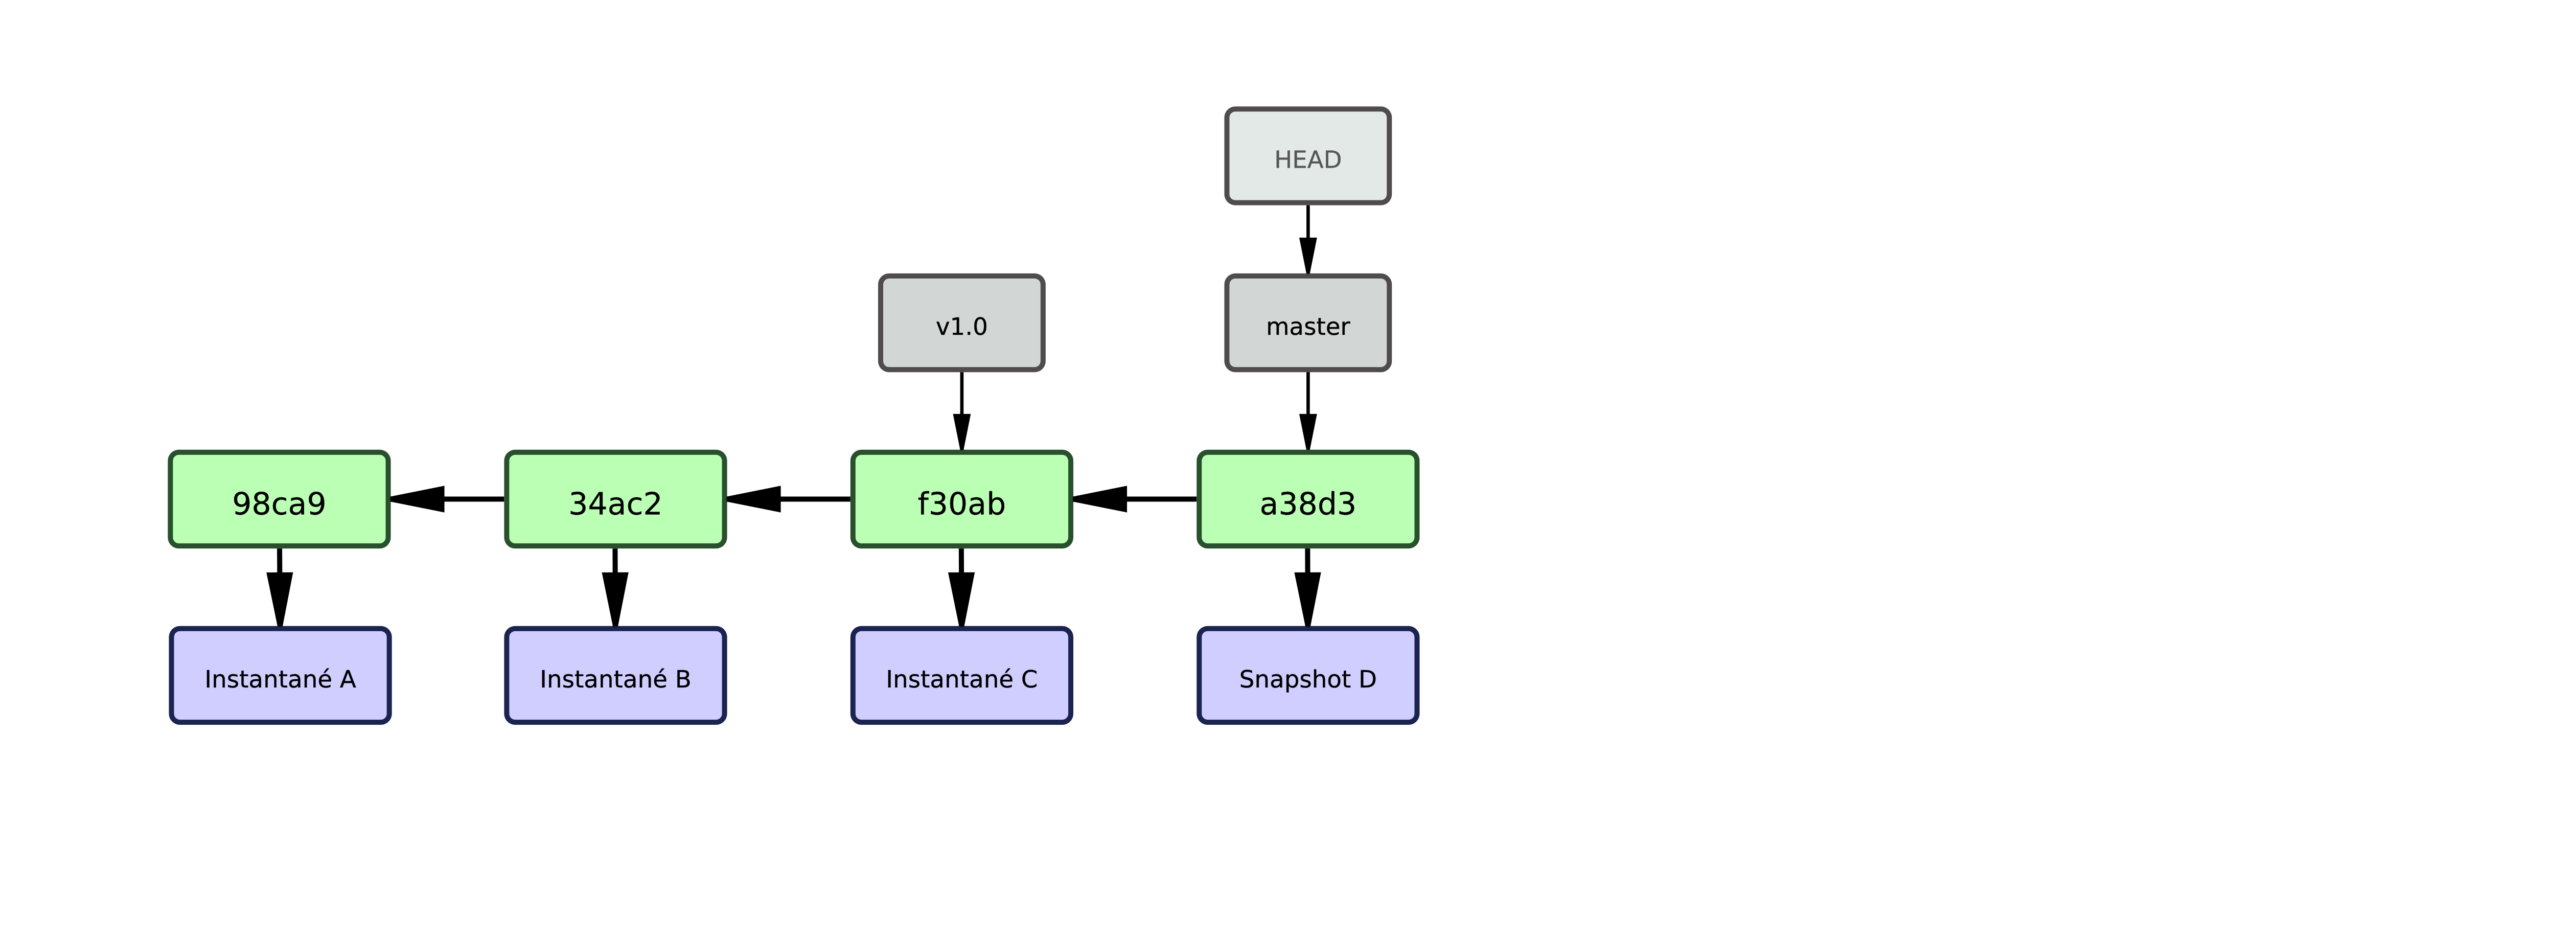 HEAD
v1.0
master
98ca9
34ac2
f30ab
a38d3
Instantané A
Instantané B
Instantané C
Snapshot D